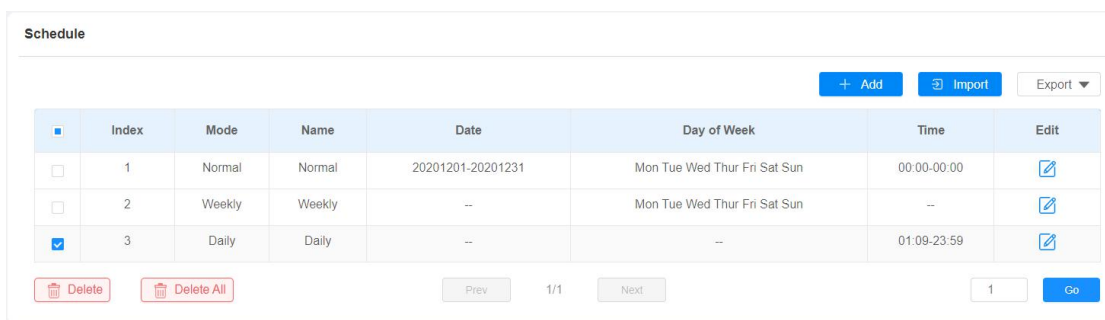 Schedule
Add Import Export
Index Mode Name Date Day of Week Time Edit
1 Normal Normal 20201201-20201231 Mon Tue Wed Thur Fri Sat Sun 00:00-00:00
2 Weekly Weekly -- Mon Tue Wed Thur Fri Sat Sun --
3 Daily Daily -- -- 01:09-23:59
Delete Delete All Prev 1/1 Next 1 Go